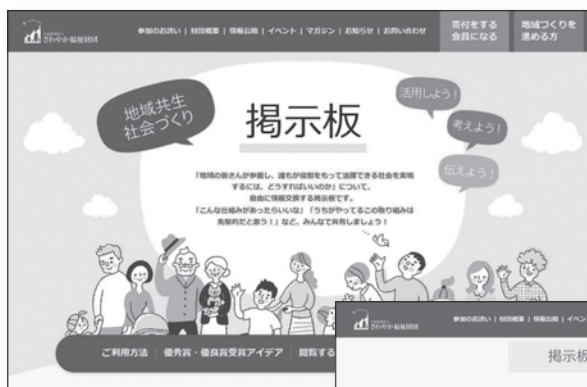 さわやか福祉財団
参加のお誘い | 財団概要 | 情報公開 | イベント | マガジン | お知らせ | お問い合わせ
寄付をする
会員になる
地域づくりを
進める方
地域共生
社会づくり
掲示板
活用しよう!
考えよう!
伝えよう!
「地域の皆さんが参画し、誰もが役割をもって活躍できる社会を実現
するには、どうすればいいのか」について、
自由に情報交換する掲示板です。
「こんな仕組みがあったらいいな」「うちがやってるこの取り組みは
先駆的だと思う!」など、みんなで共有しましょう!
ご利用方法 | 優秀賞・優良賞受賞アイデア | 閲覧する
さわやか福祉財団
参加のお誘い | 財団概要 | 情報公開 | イベン
掲示板